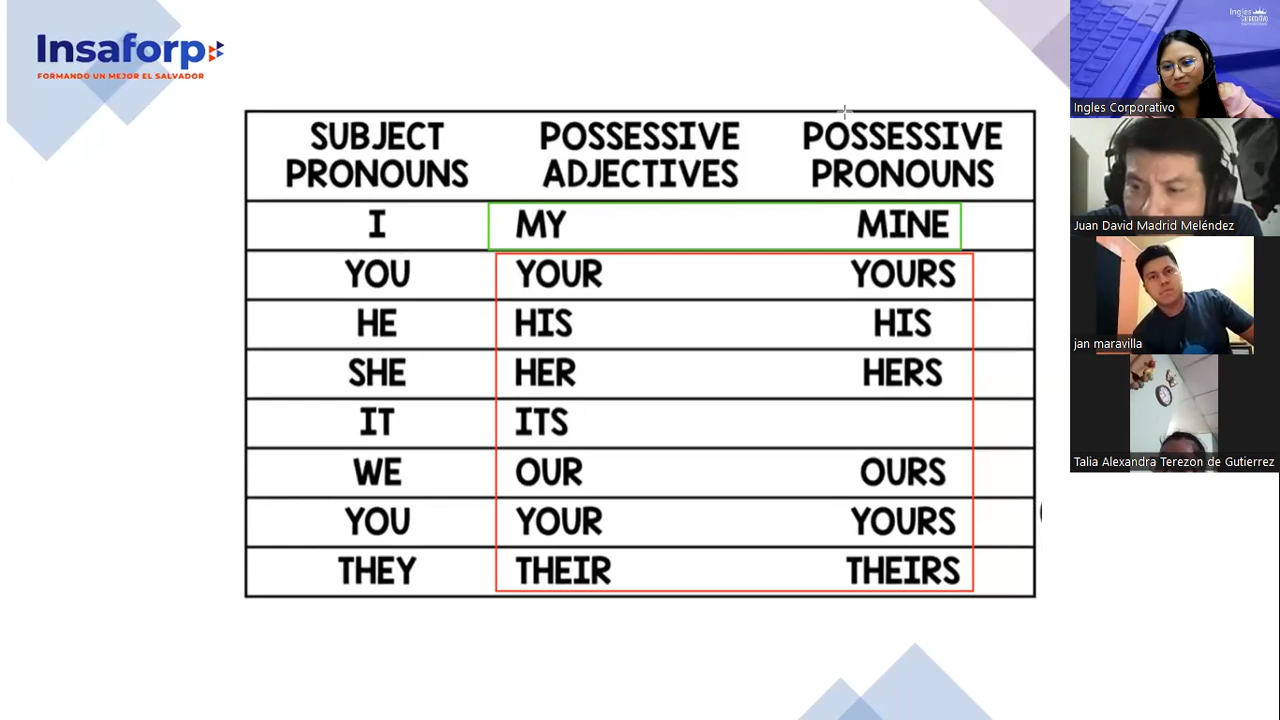 Insaforp
FORMANDO UN MEJOR EL SALVADOR
SUBJECT PRONOUNS
POSSESSIVE ADJECTIVES
POSSESSIVE PRONOUNS
I MY MINE
YOU YOUR YOURS
HE HIS HIS
SHE HER HERS
IT ITS
WE OUR OURS
YOU YOUR YOURS
THEY THEIR THEIRS
Ingles
Ingles Corporativo
Juan David Madrid Meléndez
jan maravilla
Talia Alexandra Terezon de Gutierrez